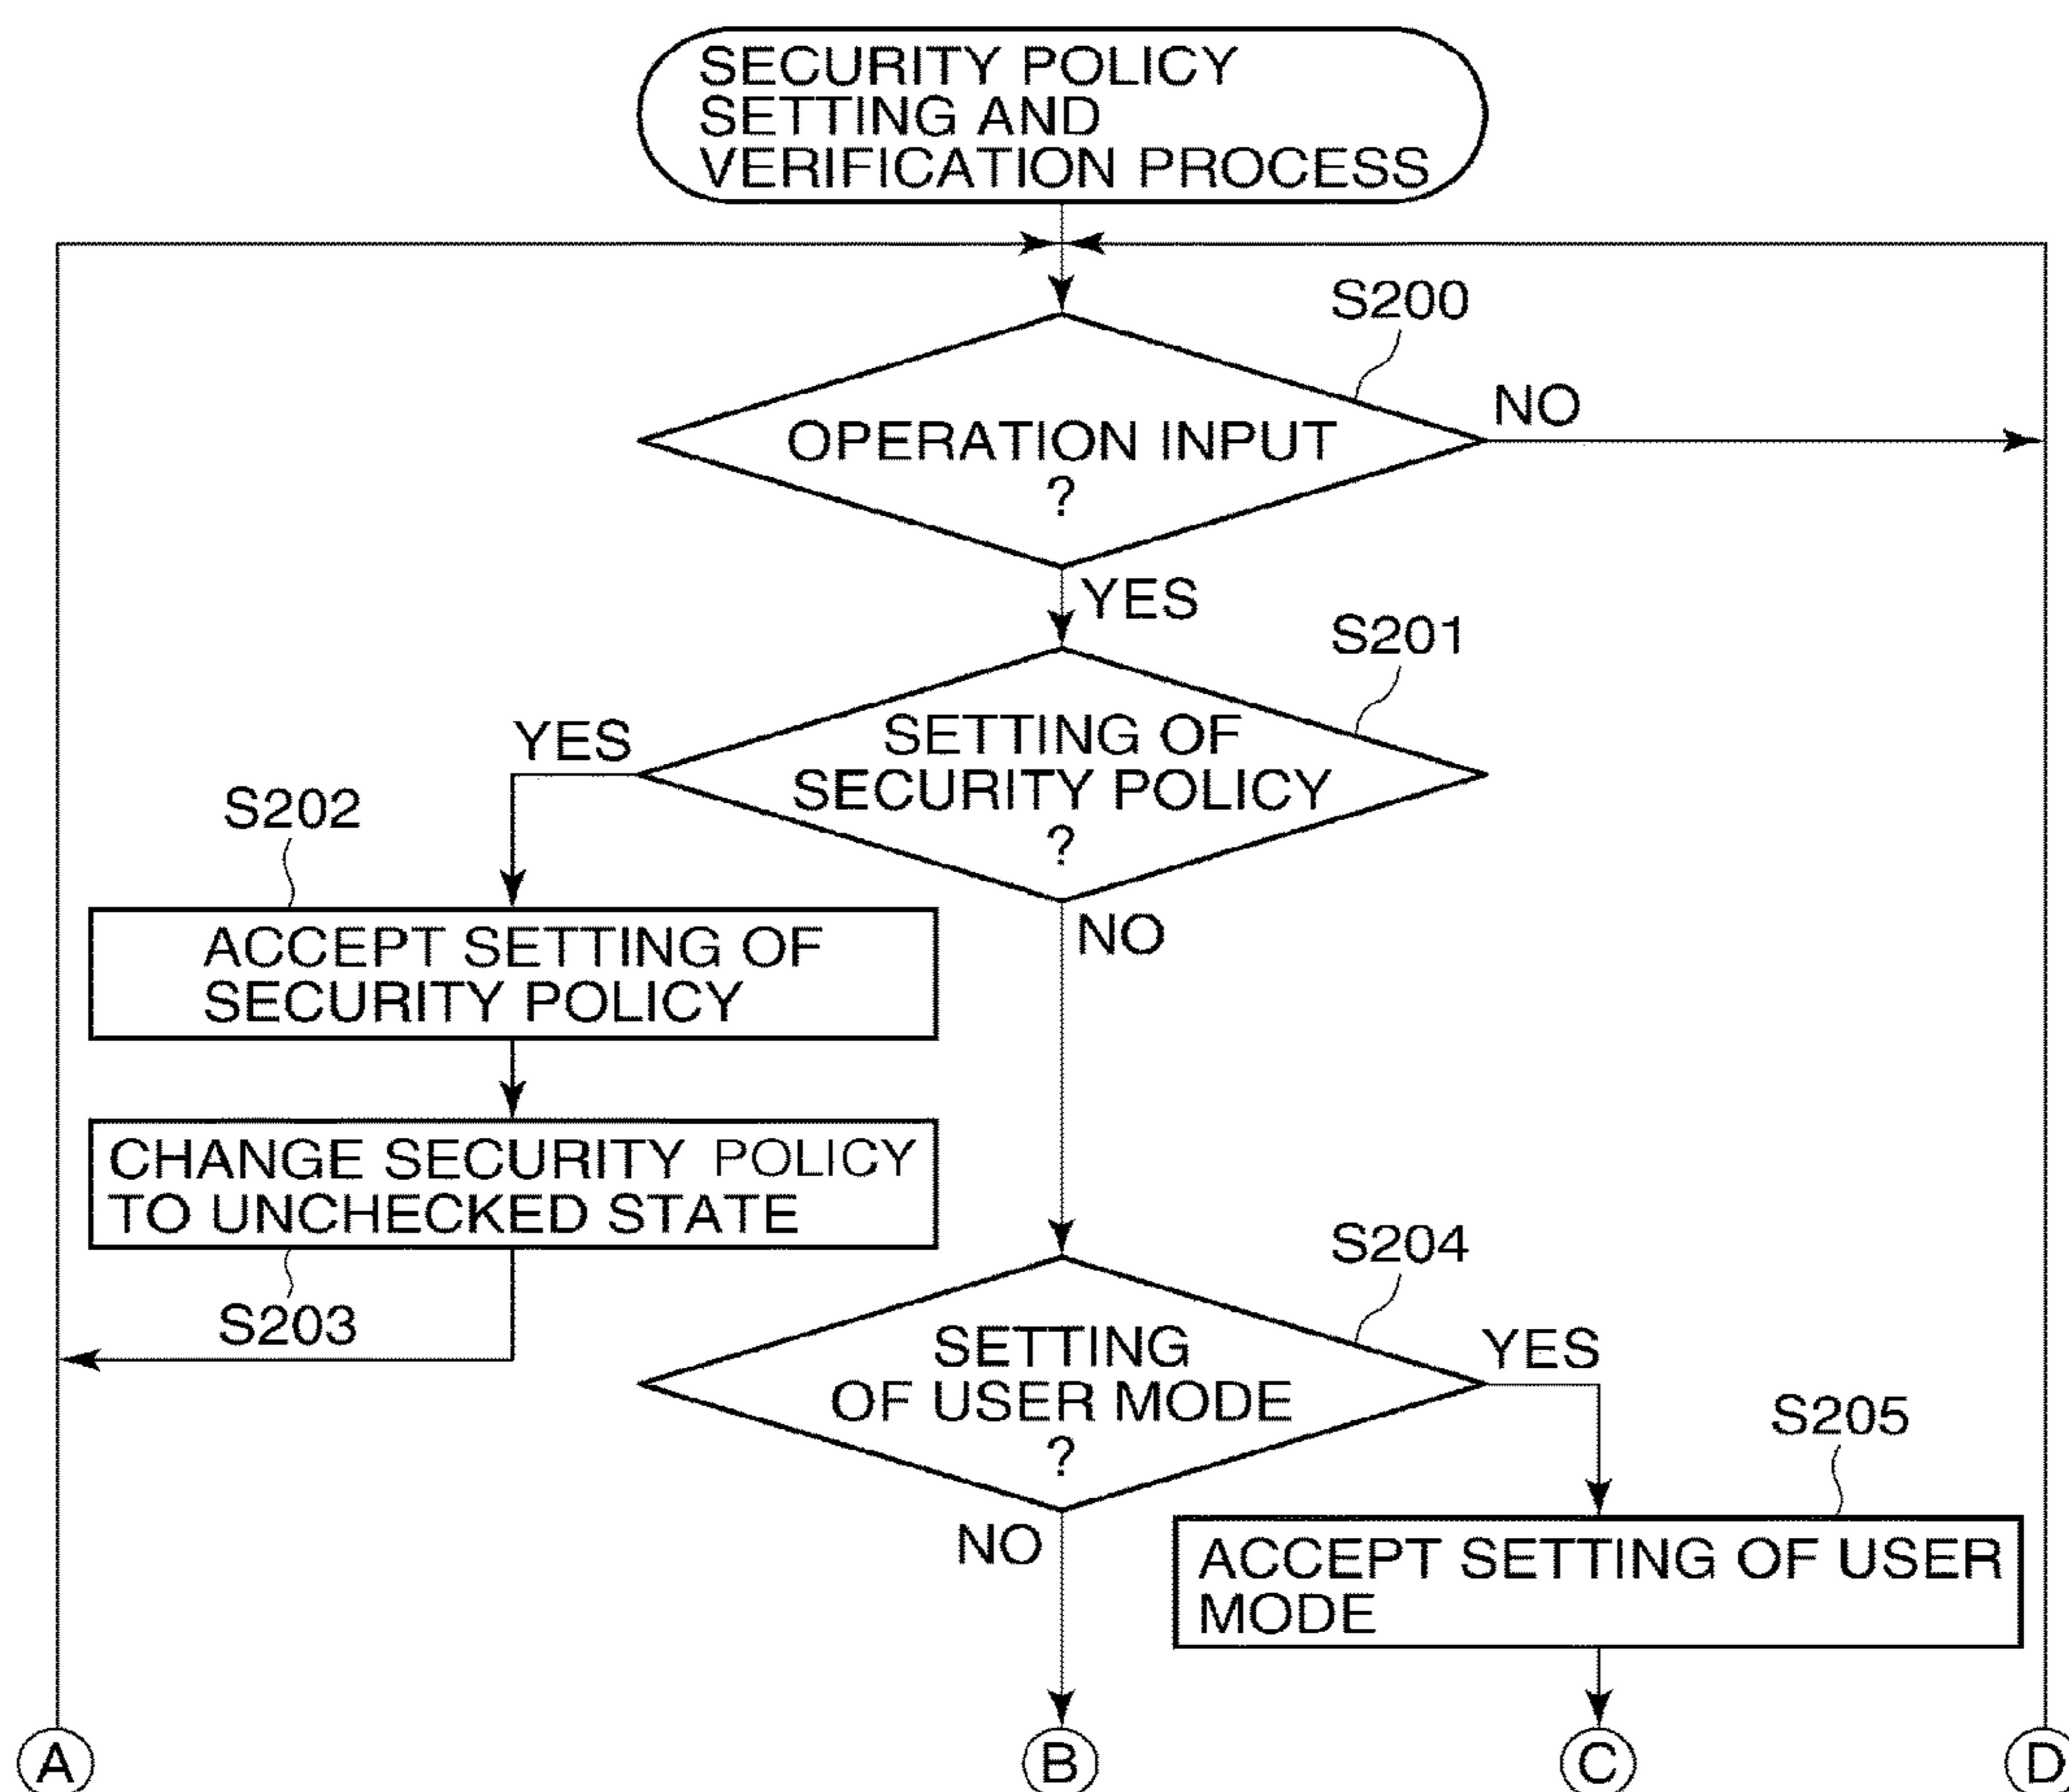 SECURITY POLICY
SETTING AND
VERIFICATION PROCESS
S200
NO
OPERATION INPUT
?
YES
S201
YES
SETTING OF
SECURITY POLICY
?
S202
NO
ACCEPT SETTING OF
SECURITY POLICY
CHANGE SECURITY POLICY
TO UNCHECKED STATE
S203
S204
YES
SETTING
OF USER MODE
?
S205
NO
ACCEPT SETTING OF USER
MODE
A
B
C
D